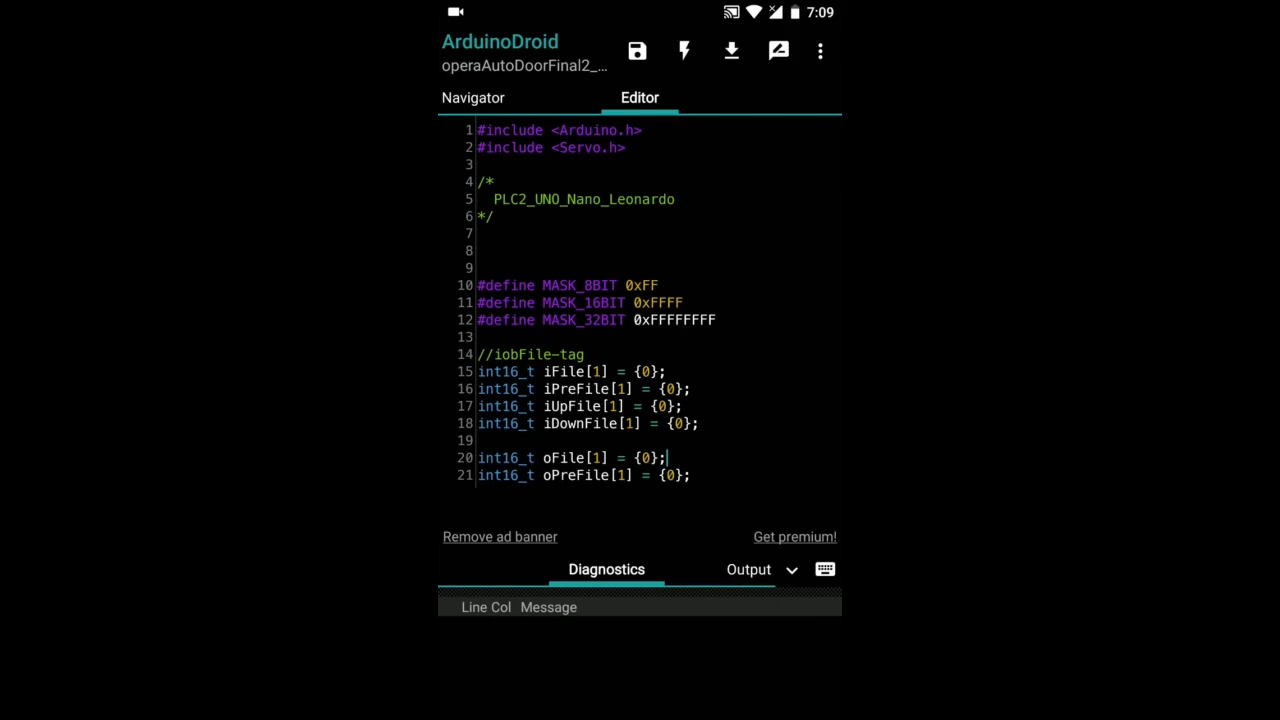 7:09
ArduinoDroid
operaAutoDoorFinal2_...
Navigator Editor
1 #include <Arduino.h>
2 #include <Servo.h>
3
4 /*
5 PLC2_UNO_Nano_Leonardo
6 */
7
8
9
10 #define MASK_8BIT 0xFF
11 #define MASK_16BIT 0xFFFF
12 #define MASK_32BIT 0xFFFFFFFF
13
14 //iobFile-tag
15 int16_t iFile[1] = {0};
16 int16_t iPreFile[1] = {0};
17 int16_t iUpFile[1] = {0};
18 int16_t iDownFile[1] = {0};
19
20 int16_t oFile[1] = {0};
21 int16_t oPreFile[1] = {0};
Remove ad banner Get premium!
Diagnostics Output
Line Col Message